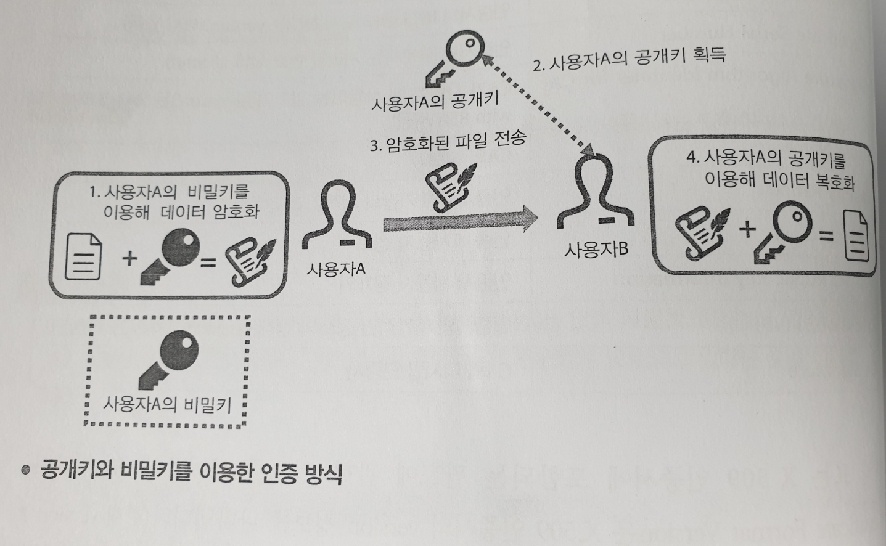 2. 사용자A의 공개키 획득
사용자A의 공개키
3. 암호화된 파일 전송
1. 사용자A의 비밀키를
이용해 데이터 암호화
+
=
사용자A
사용자B
4. 사용자A의 공개키를
이용해 데이터 복호화
+
=
사용자A의 비밀키
● 공개키와 비밀키를 이용한 인증 방식